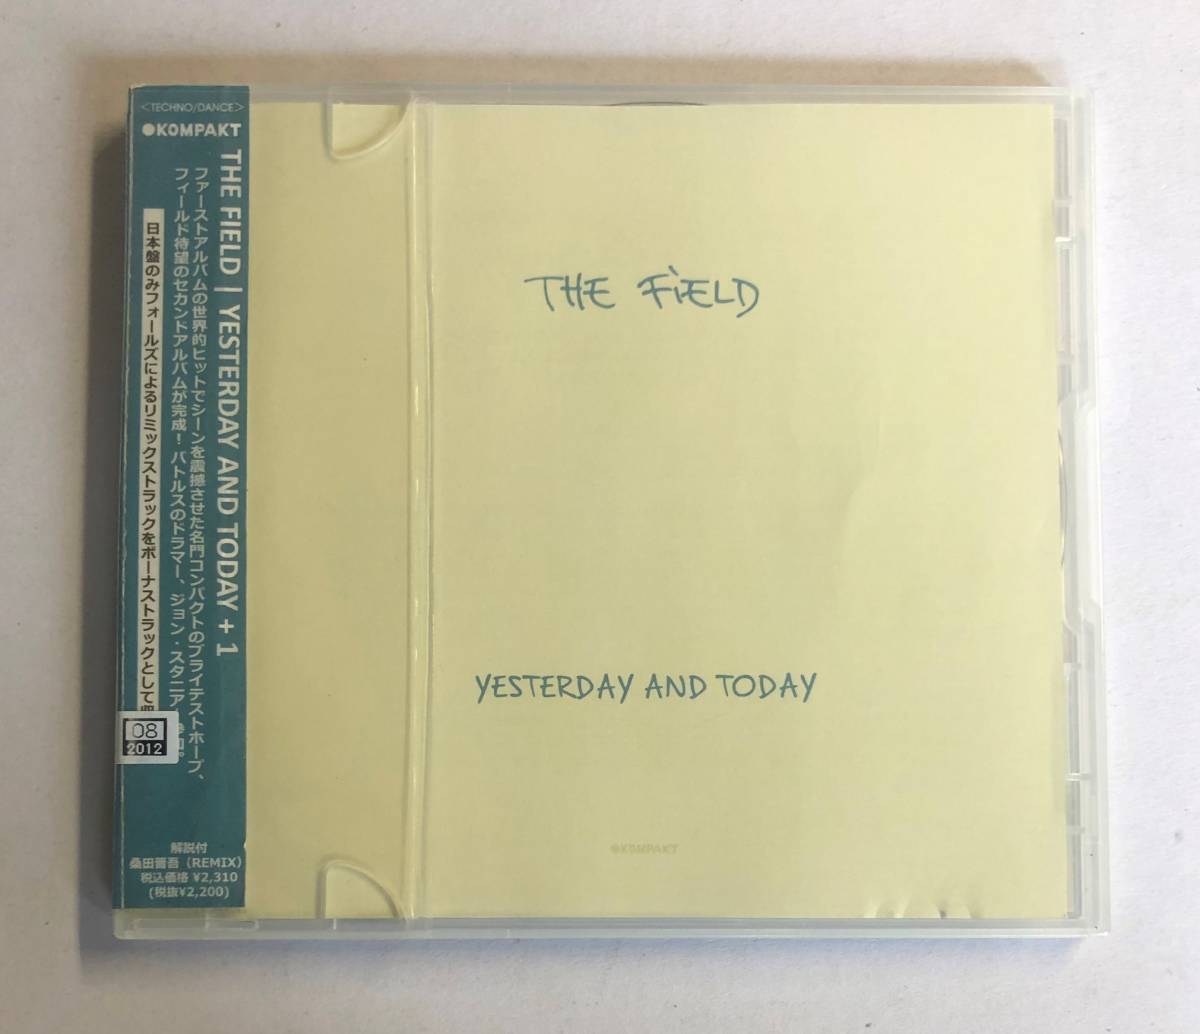 <TECHNO/DANCE>
●KOMPAKT
THE FIELD | YESTERDAY AND TODAY + 1
ファーストアルバムの世界的ヒットでシーンを震撼させた名門コンパクトのブライテストホープ、
フィールド待望のセカンドアルバムが完成！バトルスのドラマー、ジョン・スタニア
日本盤のみフォールズによるリミックストラックをボーナストラックとして
08
2012
解説付
桑田晋吾（REMIX）
税込価格 ¥2,310
(税抜¥2,200)
THE FiELD
YESTERDAY AND TODAY
●KOMPAKT